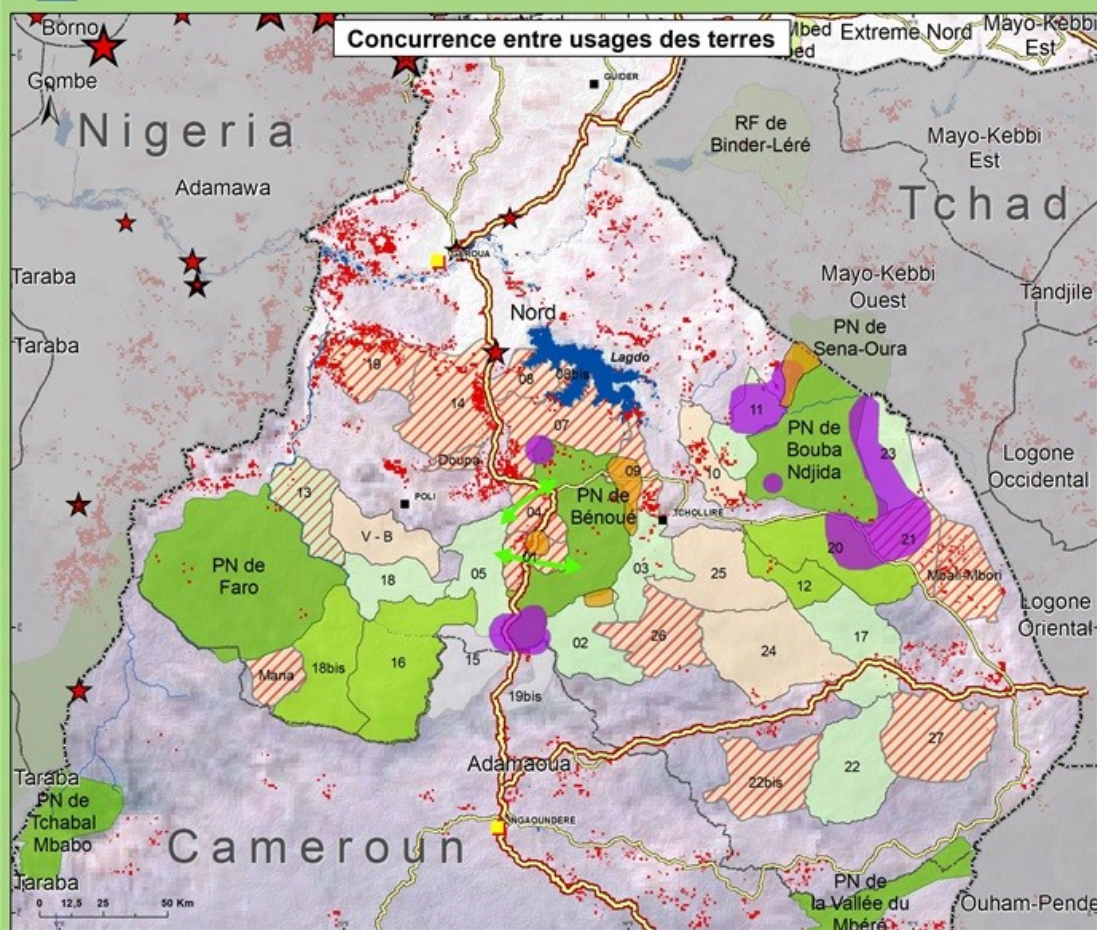 Concurrence entre usages des terres
Borno
Extreme Nord
Mayo-Kebbi
Est
Gombe
GUIDER
Nigeria
RF de
Binder-Léré
Mayo-Kebbi
Est
Adamawa
Tchad
Taraba
Mayo-Kebbi
Ouest
Tandjile
Nord
PN de
Sena-Oura
Taraba
Lagdo
19
08
08bis
14
07
11
PN de
Bouba
Ndjida
23
Logone
Occidental
Doupa
09
10
13
POLI
PN de
Bénoué
TCHOLLIRE
04
V - B
20
21
PN de
Faro
01
18
05
03
25
12
Mbali-Mbori
Logone
Oriental
02
26
17
24
Mana
18bis
16
15
19bis
27
22
22bis
Adamaoua
Taraba
PN de
Tchabal
Mbabo
NGAOUNDERE
Cameroun
Taraba
PN de
la Vallée du
Mbéré
Ouham-Pende
0 12,5 25 50 Km